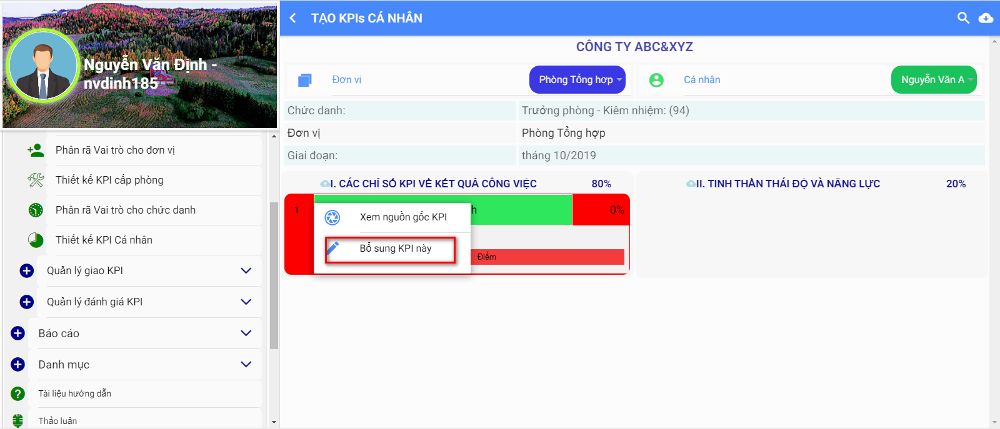 Nguyễn Văn Định -
nvdinh185
Phân rã Vai trò cho đơn vị
Thiết kế KPI cấp phòng
Phân rã Vai trò cho chức danh
Thiết kế KPI Cá nhân
Quản lý giao KPI
Quản lý đánh giá KPI
Báo cáo
Danh mục
Tài liệu hướng dẫn
Thảo luận
TẠO KPIs CÁ NHÂN
CÔNG TY ABC&XYZ
Đơn vị Phòng Tổng hợp Cá nhân Nguyễn Văn A
Chức danh: Trưởng phòng - Kiêm nhiệm: (94)
Đơn vị Phòng Tổng hợp
Giai đoạn: tháng 10/2019
I. CÁC CHỈ SỐ KPI VỀ KẾT QUẢ CÔNG VIỆC 80%
II. TINH THẦN THÁI ĐỘ VÀ NĂNG LỰC 20%
1 h 0%
Xem nguồn gốc KPI
Bổ sung KPI này
Điểm